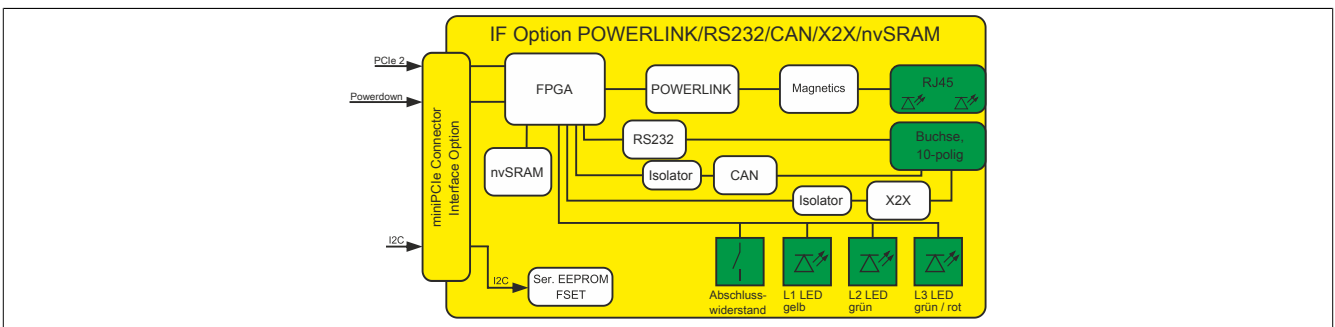 IF Option POWERLINK/RS232/CAN/X2X/nvSRAM
PCIe 2
Powerdown
I2C
miniPCIe Connector
Interface Option
FPGA
POWERLINK
Magnetics
RJ45
RS232
Buchse,
10-polig
nvSRAM
Isolator
CAN
Isolator
X2X
I2C
Ser. EEPROM
FSET
Abschluss-
widerstand
L1 LED
gelb
L2 LED
grün
L3 LED
grün / rot